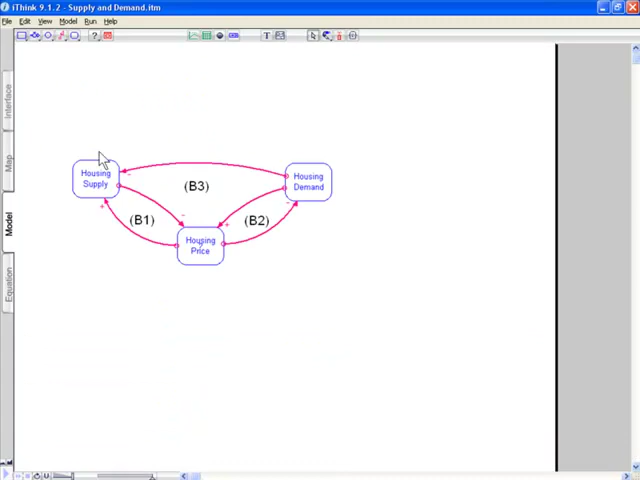 iThink 9.1.2 - Supply and Demand.itm
File Edit View Model Run Help
Interface
Map
Model
Equation
Housing
Supply
Housing
Demand
(B3)
(B1)
(B2)
Housing
Price
?
- - - + + -